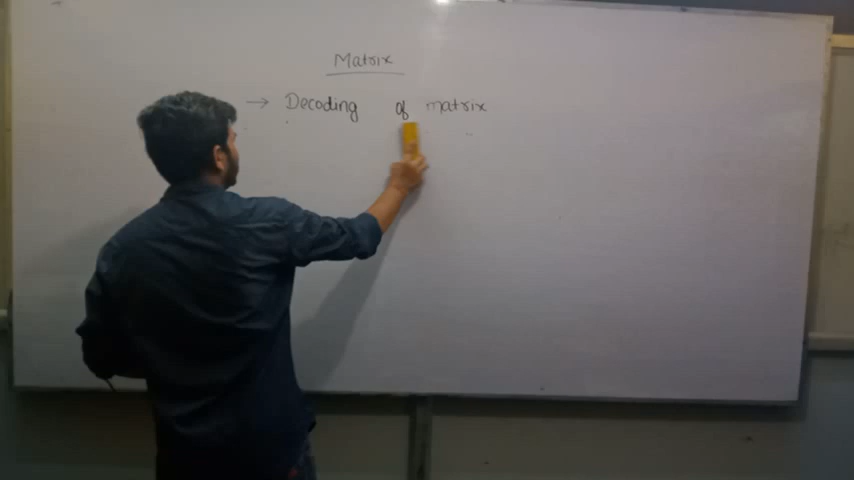 Matrix
→ Decoding of matrix